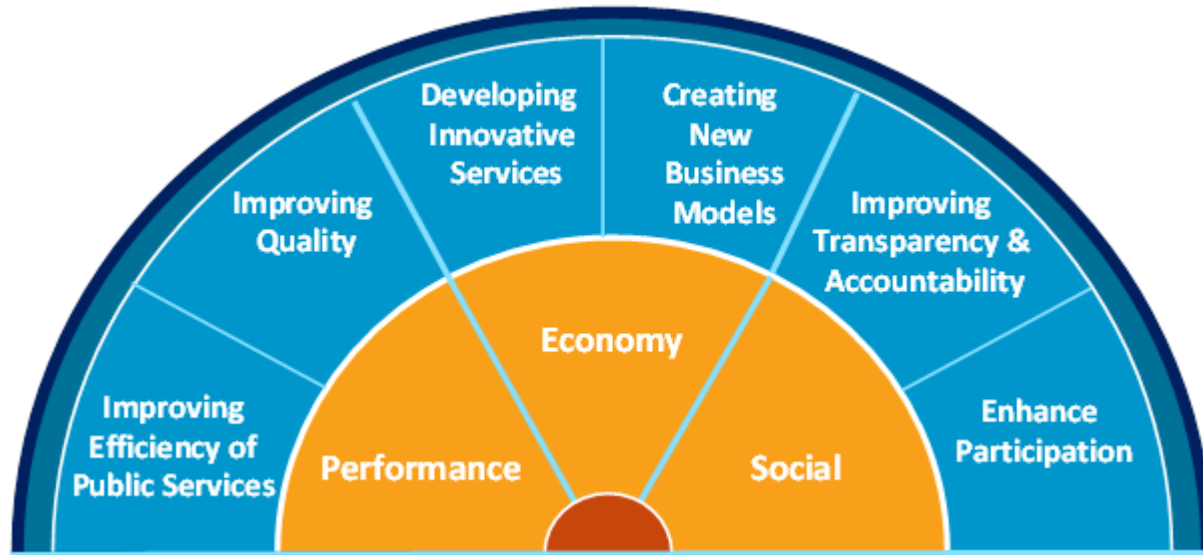 Improving
Efficiency of
Public Services
Improving
Quality
Developing
Innovative
Services
Creating
New
Business
Models
Improving
Transparency &
Accountability
Enhance
Participation
Performance
Economy
Social